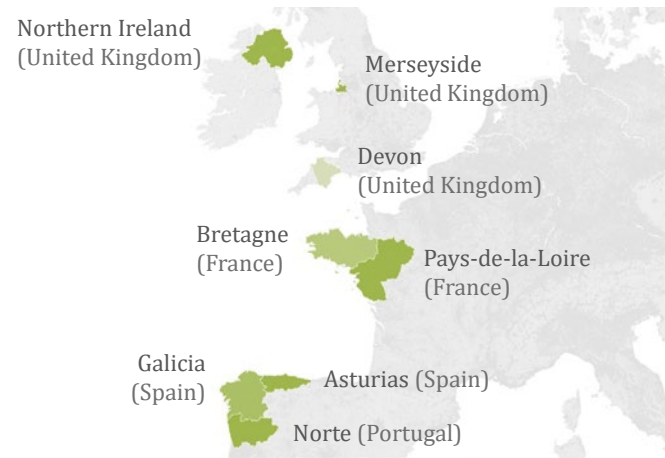 Northern Ireland
(United Kingdom)
Merseyside
(United Kingdom)
Devon
(United Kingdom)
Bretagne
(France)
Pays-de-la-Loire
(France)
Galicia
(Spain)
Asturias (Spain)
Norte (Portugal)